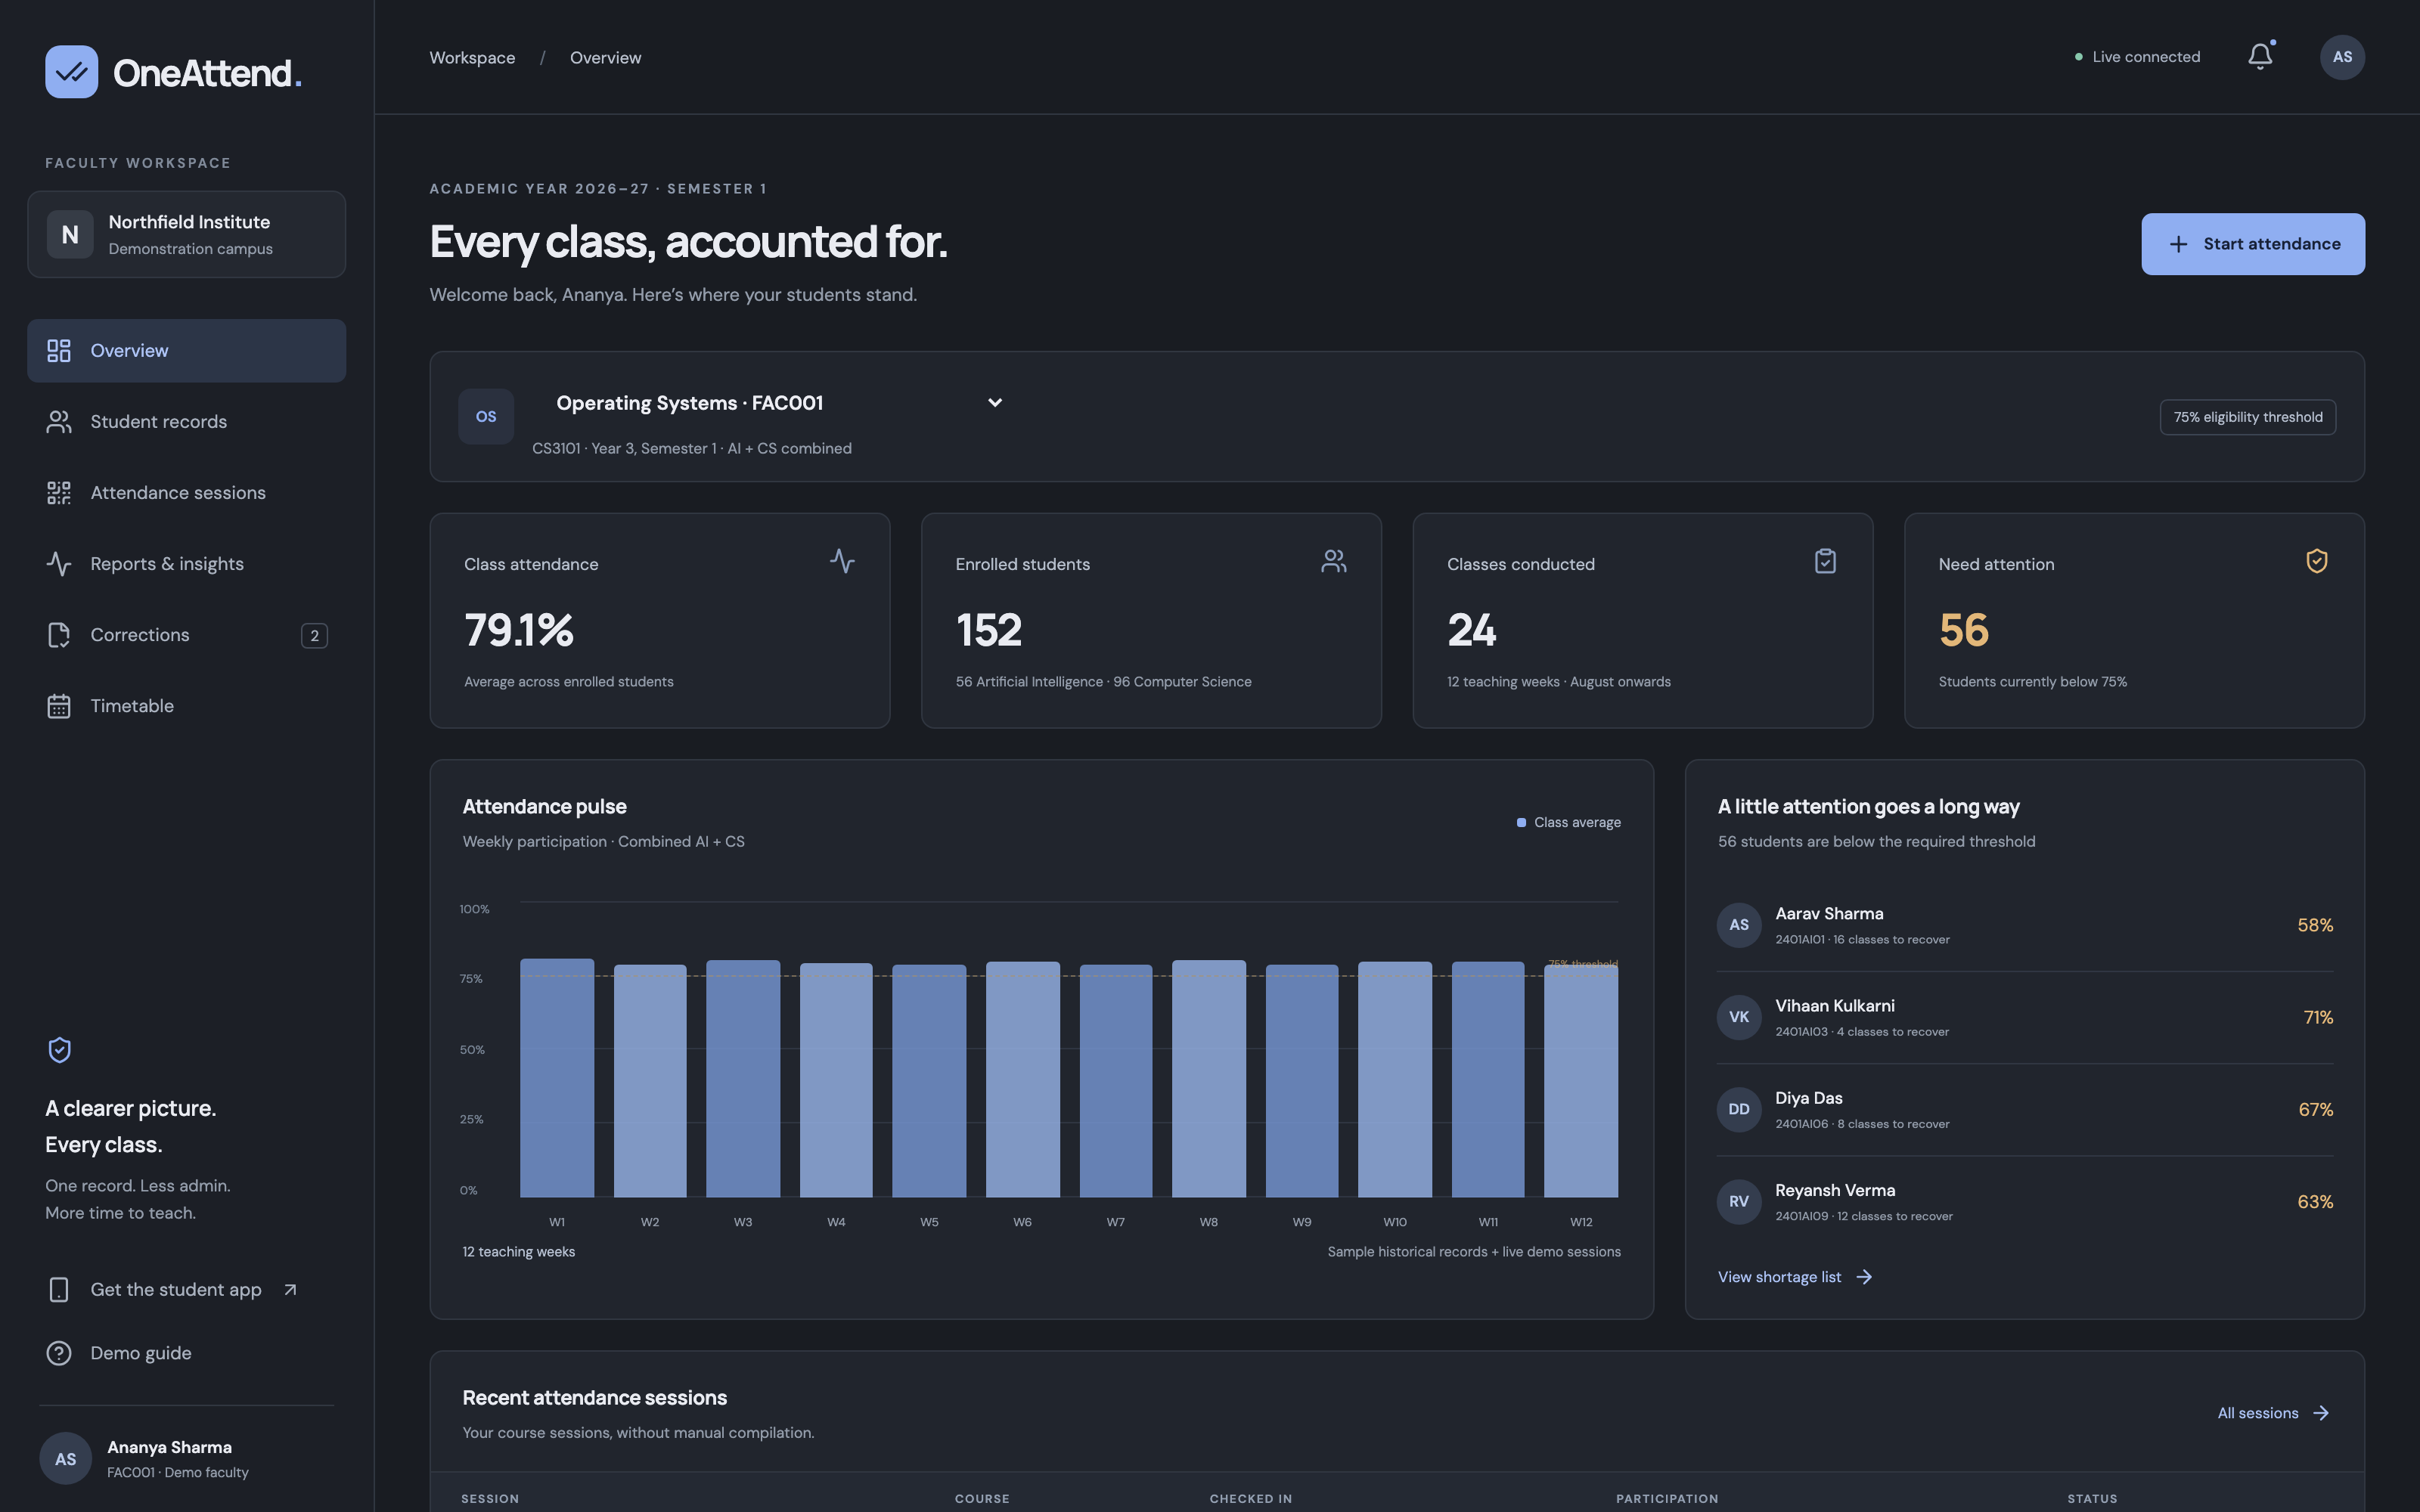 OneAttend.
FACULTY WORKSPACE
N
Northfield Institute
Demonstration campus
Overview
Student records
Attendance sessions
Reports & insights
Corrections
2
Timetable
A clearer picture.
Every class.
One record. Less admin.
More time to teach.
Get the student app
Demo guide
AS
Ananya Sharma
FAC001 · Demo faculty
Workspace / Overview
Live connected
AS
ACADEMIC YEAR 2026–27 · SEMESTER 1
Every class, accounted for.
Welcome back, Ananya. Here’s where your students stand.
Start attendance
OS
Operating Systems · FAC001
CS3101 · Year 3, Semester 1 · AI + CS combined
75% eligibility threshold
Class attendance
79.1%
Average across enrolled students
Enrolled students
152
56 Artificial Intelligence · 96 Computer Science
Classes conducted
24
12 teaching weeks · August onwards
Need attention
56
Students currently below 75%
Attendance pulse
Weekly participation · Combined AI + CS
Class average
100%
75%
50%
25%
0%
75% threshold
W1 W2 W3 W4 W5 W6 W7 W8 W9 W10 W11 W12
12 teaching weeks
Sample historical records + live demo sessions
A little attention goes a long way
56 students are below the required threshold
AS
Aarav Sharma
2401AI01 · 16 classes to recover
58%
VK
Vihaan Kulkarni
2401AI03 · 4 classes to recover
71%
DD
Diya Das
2401AI06 · 8 classes to recover
67%
RV
Reyansh Verma
2401AI09 · 12 classes to recover
63%
View shortage list
Recent attendance sessions
Your course sessions, without manual compilation.
All sessions
SESSION COURSE CHECKED IN PARTICIPATION STATUS